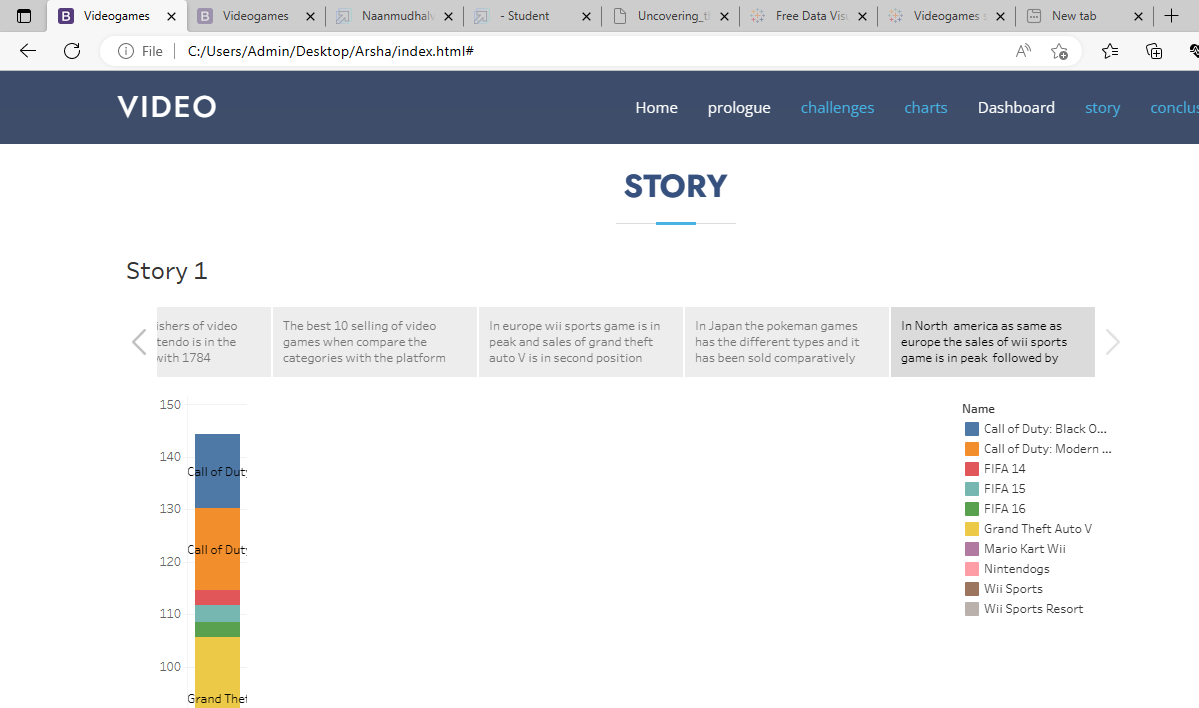 Videogames
Videogames
Naanmudhalv
- Student
Uncovering_t
Free Data Visu
Videogames s
New tab
File
C:/Users/Admin/Desktop/Arsha/index.html#
VIDEO
Home
prologue
challenges
charts
Dashboard
story
conclus
STORY
Story 1
ishers of video
tendo is in the
with 1784
The best 10 selling of video
games when compare the
categories with the platform
In europe wii sports game is in
peak and sales of grand theft
auto V is in second position
In Japan the pokeman games
has the different types and it
has been sold comparatively
In North america as same as
europe the sales of wii sports
game is in peak followed by
150
140
130
120
110
100
Call of Duty
Call of Duty
Grand Thef
Name
Call of Duty: Black O...
Call of Duty: Modern ...
FIFA 14
FIFA 15
FIFA 16
Grand Theft Auto V
Mario Kart Wii
Nintendogs
Wii Sports
Wii Sports Resort